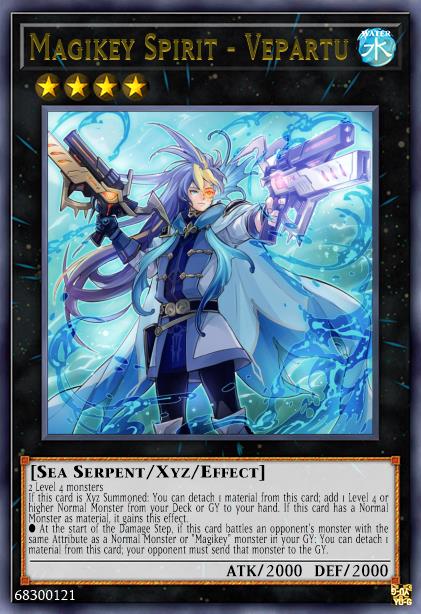 Magikey Spirit - Vepartu
WATER
水
[Sea Serpent/Xyz/Effect]
2 Level 4 monsters
If this card is Xyz Summoned: You can detach 1 material from this card; add 1 Level 4 or
higher Normal Monster from your Deck or GY to your hand. If this card has a Normal
Monster as material, it gains this effect.
● At the start of the Damage Step, if this card battles an opponent's monster with the
same Attribute as a Normal Monster or "Magikey" monster in your GY: You can detach 1
material from this card; your opponent must send that monster to the GY.
ATK/2000 DEF/2000
68300121